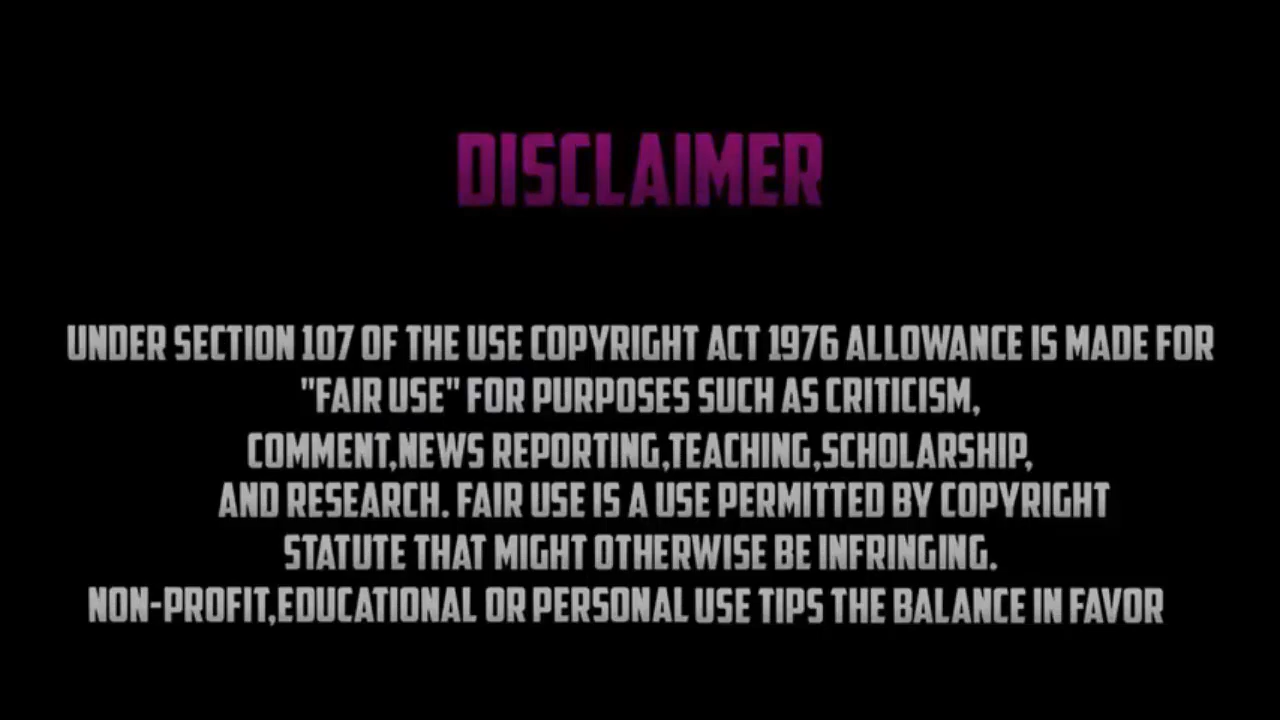 DISCLAIMER
UNDER SECTION 107 OF THE USE COPYRIGHT ACT 1976 ALLOWANCE IS MADE FOR
"FAIR USE" FOR PURPOSES SUCH AS CRITICISM,
COMMENT,NEWS REPORTING,TEACHING,SCHOLARSHIP,
AND RESEARCH. FAIR USE IS A USE PERMITTED BY COPYRIGHT
STATUTE THAT MIGHT OTHERWISE BE INFRINGING.
NON-PROFIT,EDUCATIONAL OR PERSONAL USE TIPS THE BALANCE IN FAVOR